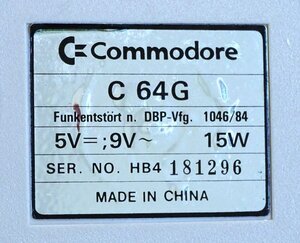 Commodore
C 64G
Funkentstört n. DBP-Vfg. 1046/84
5V⎓;9V~ 15W
SER. NO. HB4 181296
MADE IN CHINA